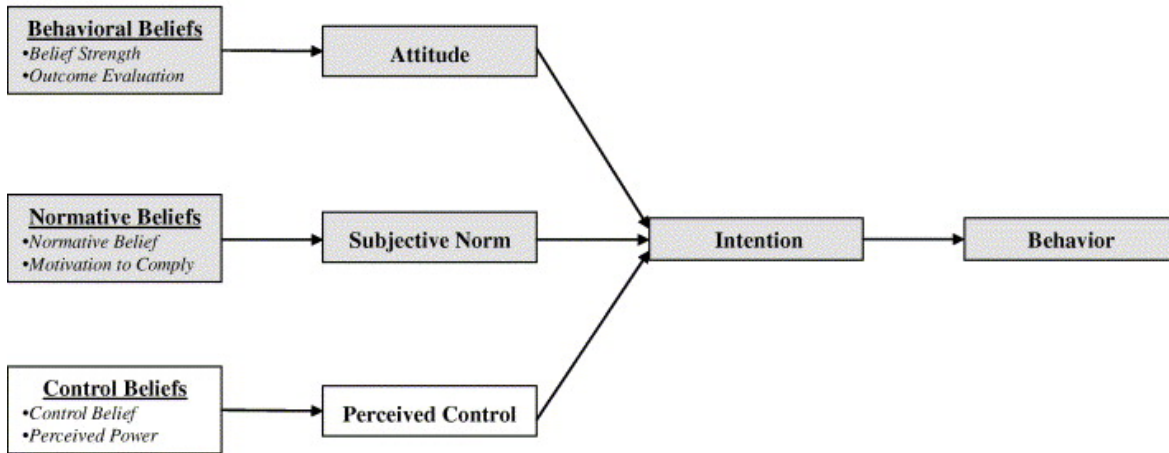 Behavioral Beliefs
•Belief Strength
•Outcome Evaluation
Attitude
Normative Beliefs
•Normative Belief
•Motivation to Comply
Subjective Norm
Intention
Behavior
Control Beliefs
•Control Belief
•Perceived Power
Perceived Control